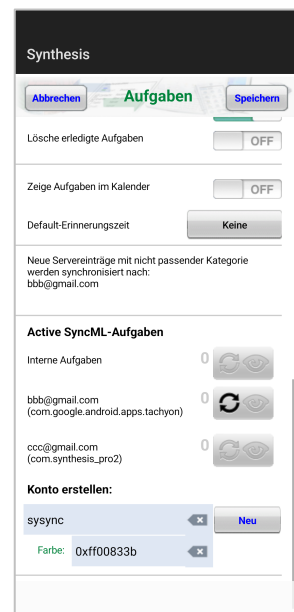 Synthesis
Abbrechen
Aufgaben
Speichern
Lösche erledigte Aufgaben
OFF
Zeige Aufgaben im Kalender
OFF
Default-Erinnerungszeit
Keine
Neue Servereinträge mit nicht passender Kategorie
werden synchronisiert nach:
bbb@gmail.com
Active SyncML-Aufgaben
Interne Aufgaben
0
bbb@gmail.com
(com.google.android.apps.tachyon)
0
ccc@gmail.com
(com.synthesis_pro2)
0
Konto erstellen:
sysync
Neu
Farbe:
0xff00833b